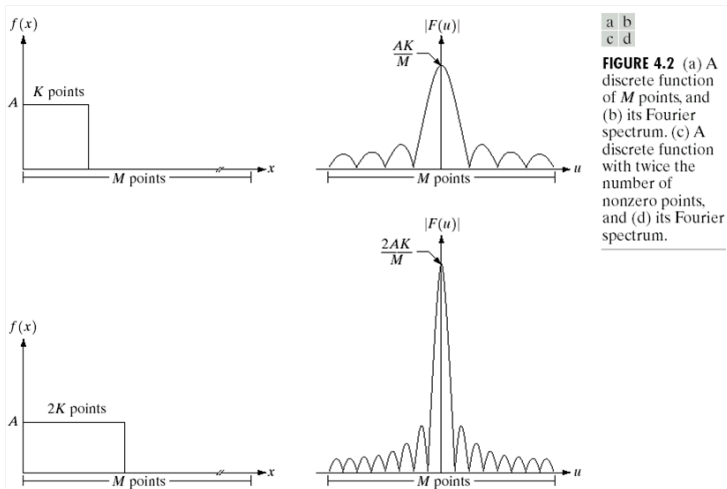 f(x)
A
K points
x
M points
|F(u)|
AK
M
u
M points
f(x)
A
2K points
x
M points
|F(u)|
2AK
M
u
M points
a b
c d
FIGURE 4.2 (a) A
discrete function
of M points, and
(b) its Fourier
spectrum. (c) A
discrete function
with twice the
number of
nonzero points,
and (d) its Fourier
spectrum.